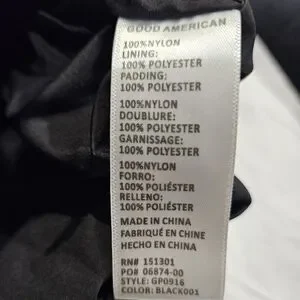 GOOD AMERICAN
100%NYLON
LINING:
100% POLYESTER
PADDING:
100% POLYESTER
100%NYLON
DOUBLURE:
100% POLYESTER
GARNISSAGE:
100% POLYESTER
100%NYLON
FORRO:
100% POLIÉSTER
RELLENO:
100% POLIÉSTER
MADE IN CHINA
FABRIQUÉ EN CHINE
HECHO EN CHINA
RN# 151301
PO# 06874-00
STYLE: GP0916
COLOR: BLACK001